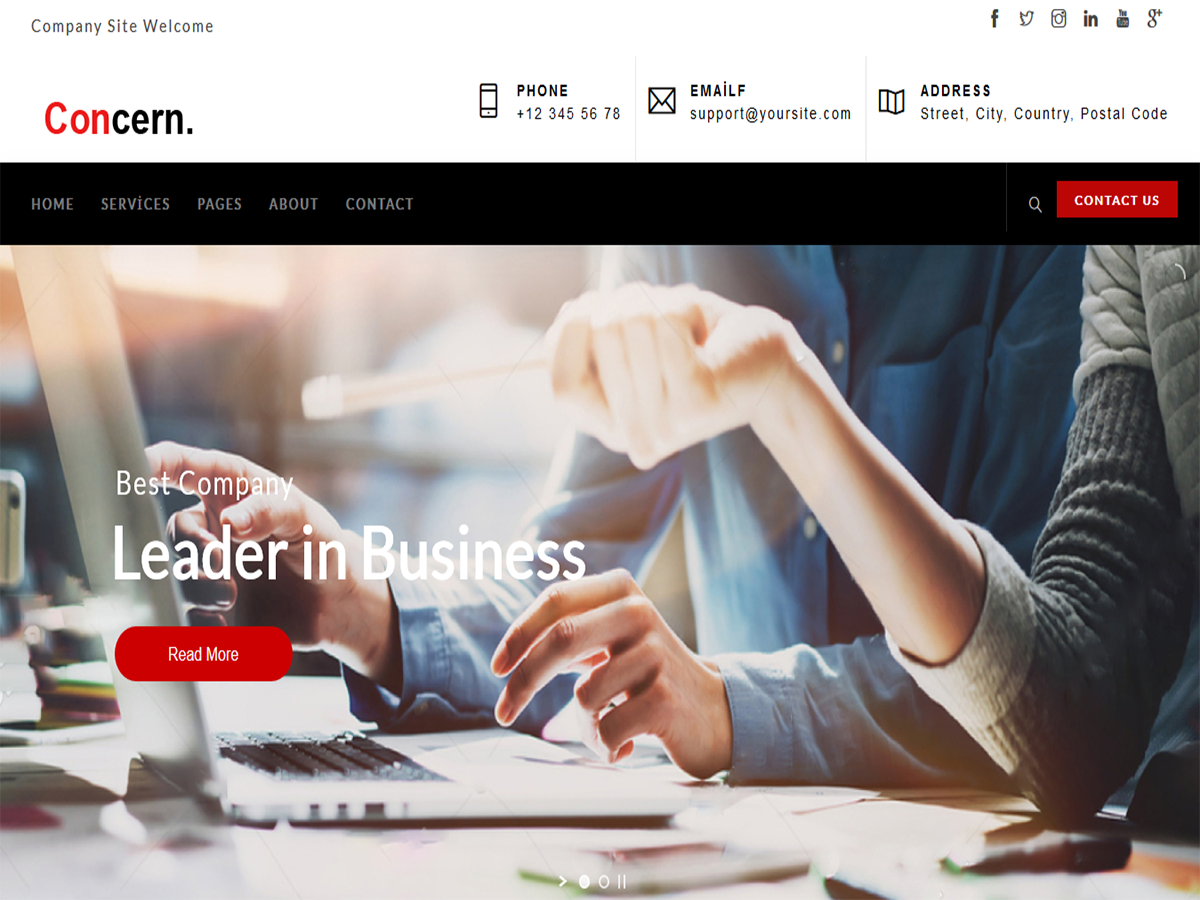 Company Site Welcome
Concern.
PHONE
+12 345 56 78
EMAİLF
support@yoursite.com
ADDRESS
Street, City, Country, Postal Code
HOME SERVİCES PAGES ABOUT CONTACT
CONTACT US
Best Company
Leader in Business
Read More